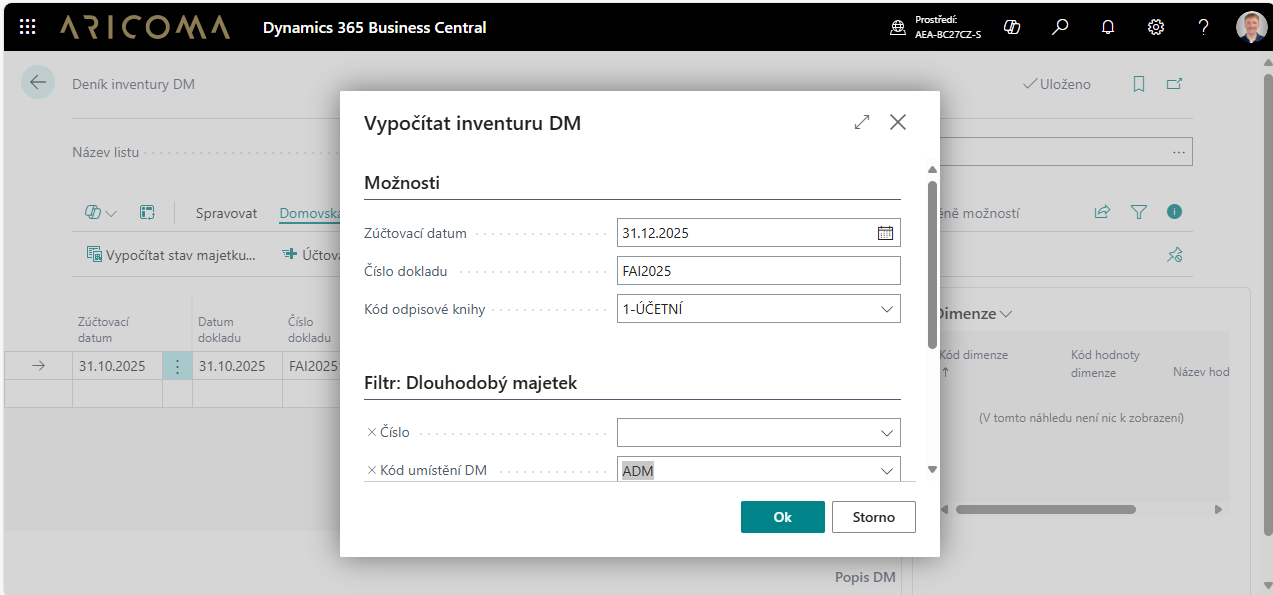 ARICOMA
Dynamics 365 Business Central
Prostředí:
AEA-BC27CZ-S
?
Deník inventury DM
Uloženo
Název listu
...
Spravovat
Domovská
ně možností
Vypočítat stav majetku...
Účtova
Zúčtovací
datum
Datum
dokladu
Číslo
dokladu
31.10.2025
31.10.2025
FAI2025
Dimenze
Kód dimenze
↑
Kód hodnoty
dimenze
Název hod
(V tomto náhledu není nic k zobrazení)
Popis DM
Vypočítat inventuru DM
Možnosti
Zúčtovací datum
31.12.2025
Číslo dokladu
FAI2025
Kód odpisové knihy
1-ÚČETNÍ
Filtr: Dlouhodobý majetek
× Číslo
× Kód umístění DM
ADM
Ok
Storno